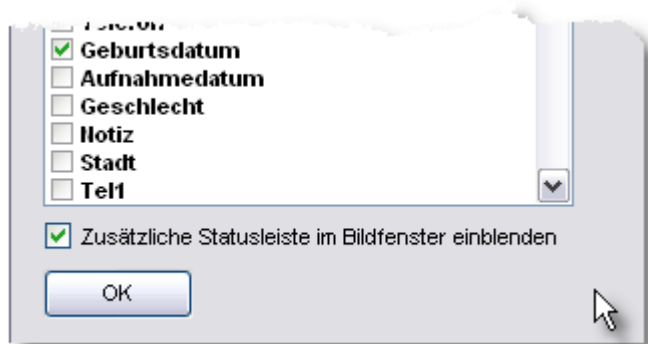 Geburtsdatum
Aufnahmedatum
Geschlecht
Notiz
Stadt
Tel1
Zusätzliche Statusleiste im Bildfenster einblenden
OK